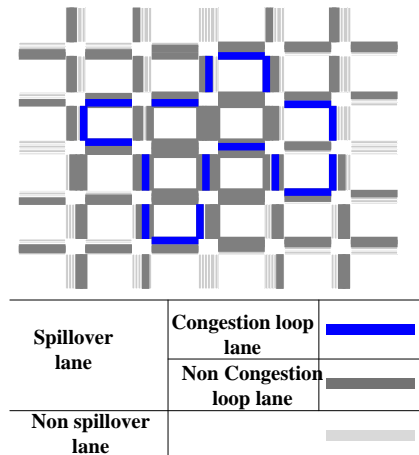 Spillover
lane
Congestion loop
lane
Non Congestion
loop lane
Non spillover
lane